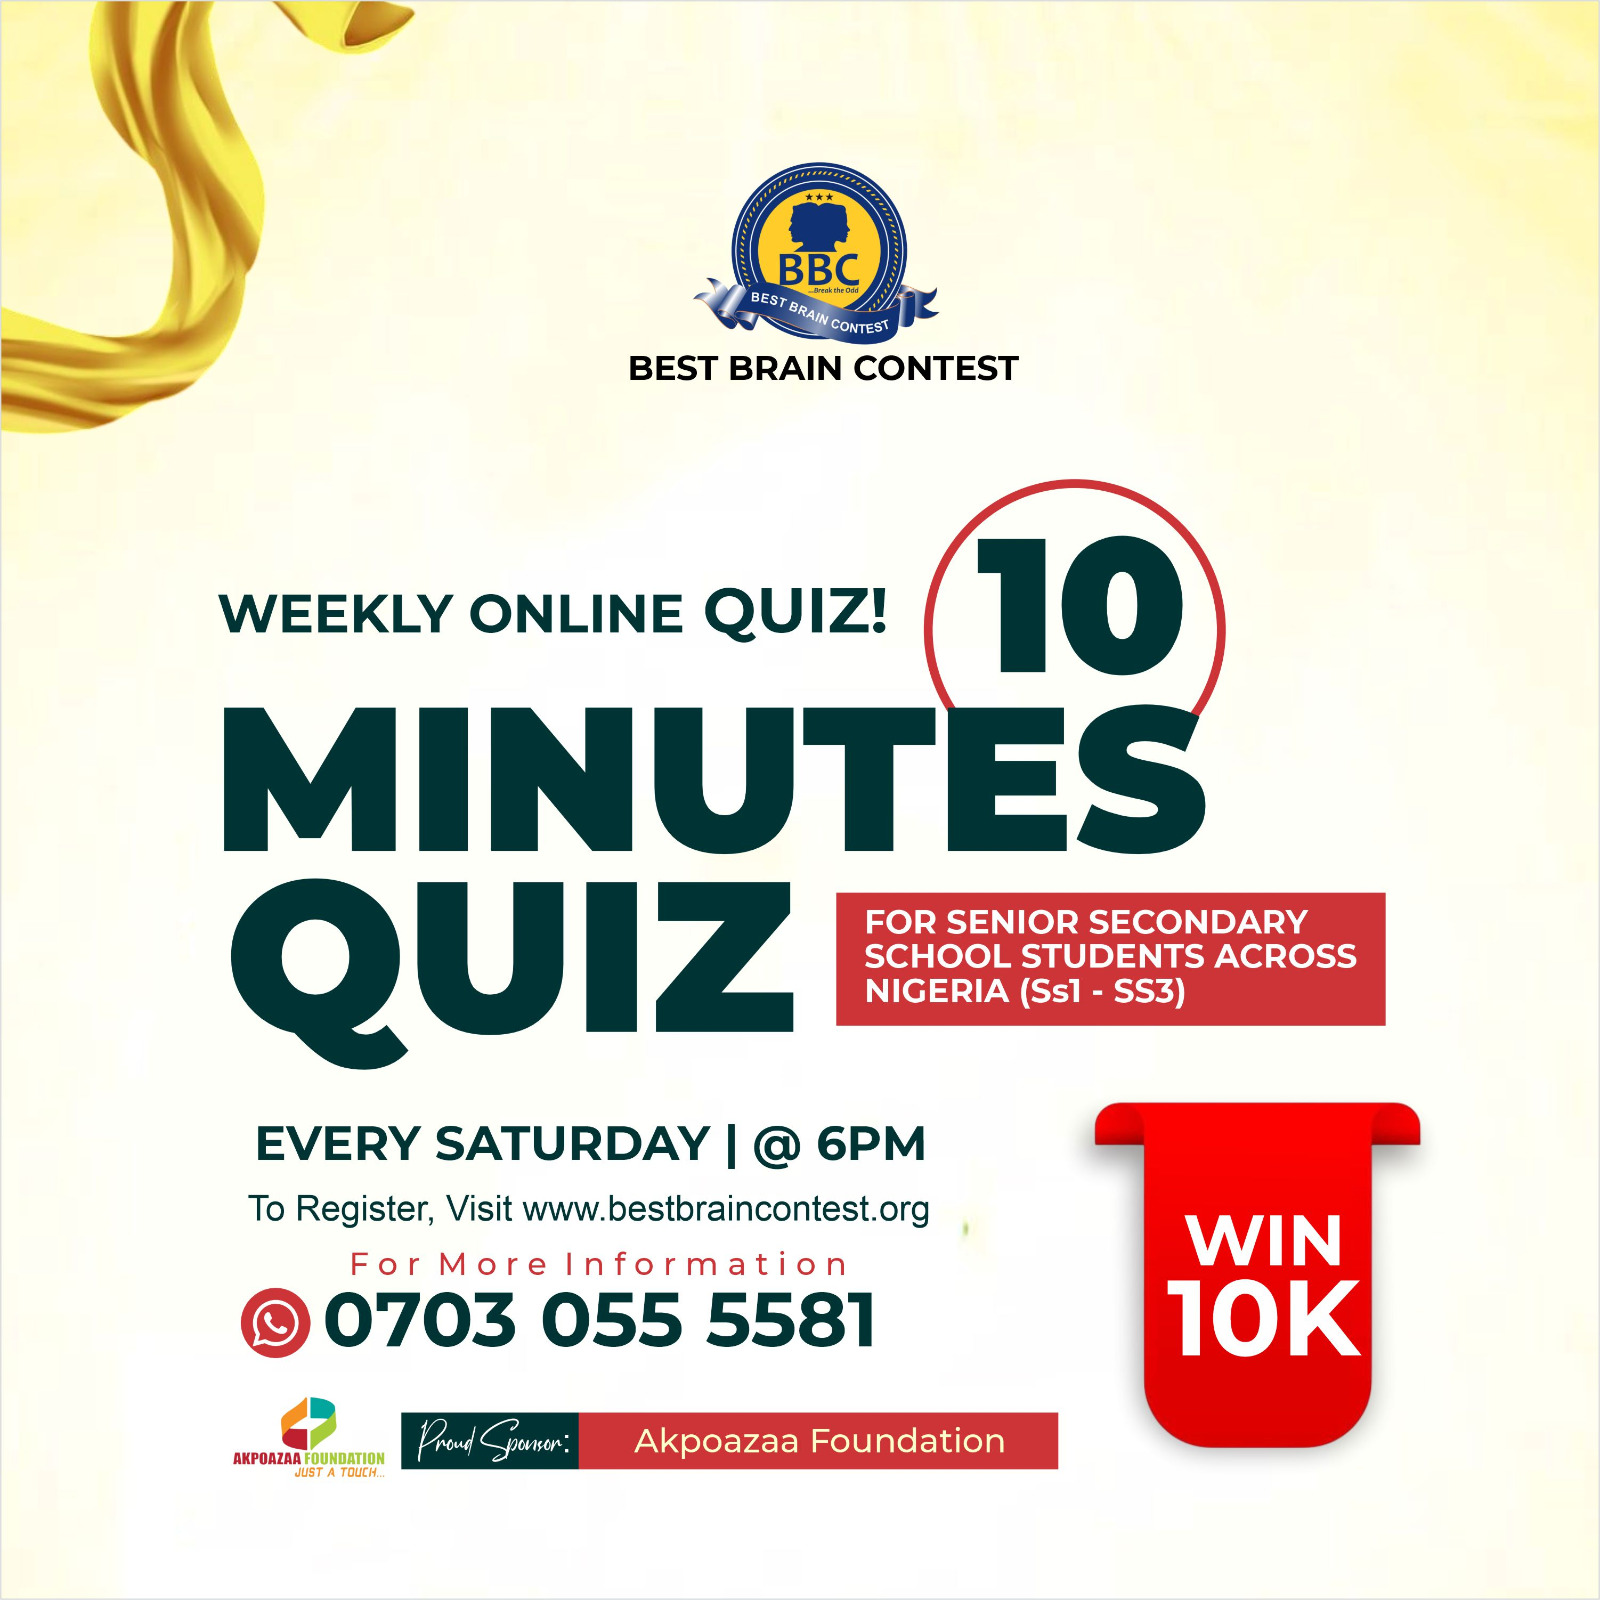 BBC
...Break the Odd
BEST BRAIN CONTEST
BEST BRAIN CONTEST
WEEKLY ONLINE QUIZ!
10
MINUTES
QUIZ
FOR SENIOR SECONDARY
SCHOOL STUDENTS ACROSS
NIGERIA (Ss1 - SS3)
EVERY SATURDAY | @ 6PM
To Register, Visit www.bestbraincontest.org
For More Information
0703 055 5581
WIN
10K
AKPOAZAA FOUNDATION
JUST A TOUCH...
Proud Sponsor:
Akpoazaa Foundation